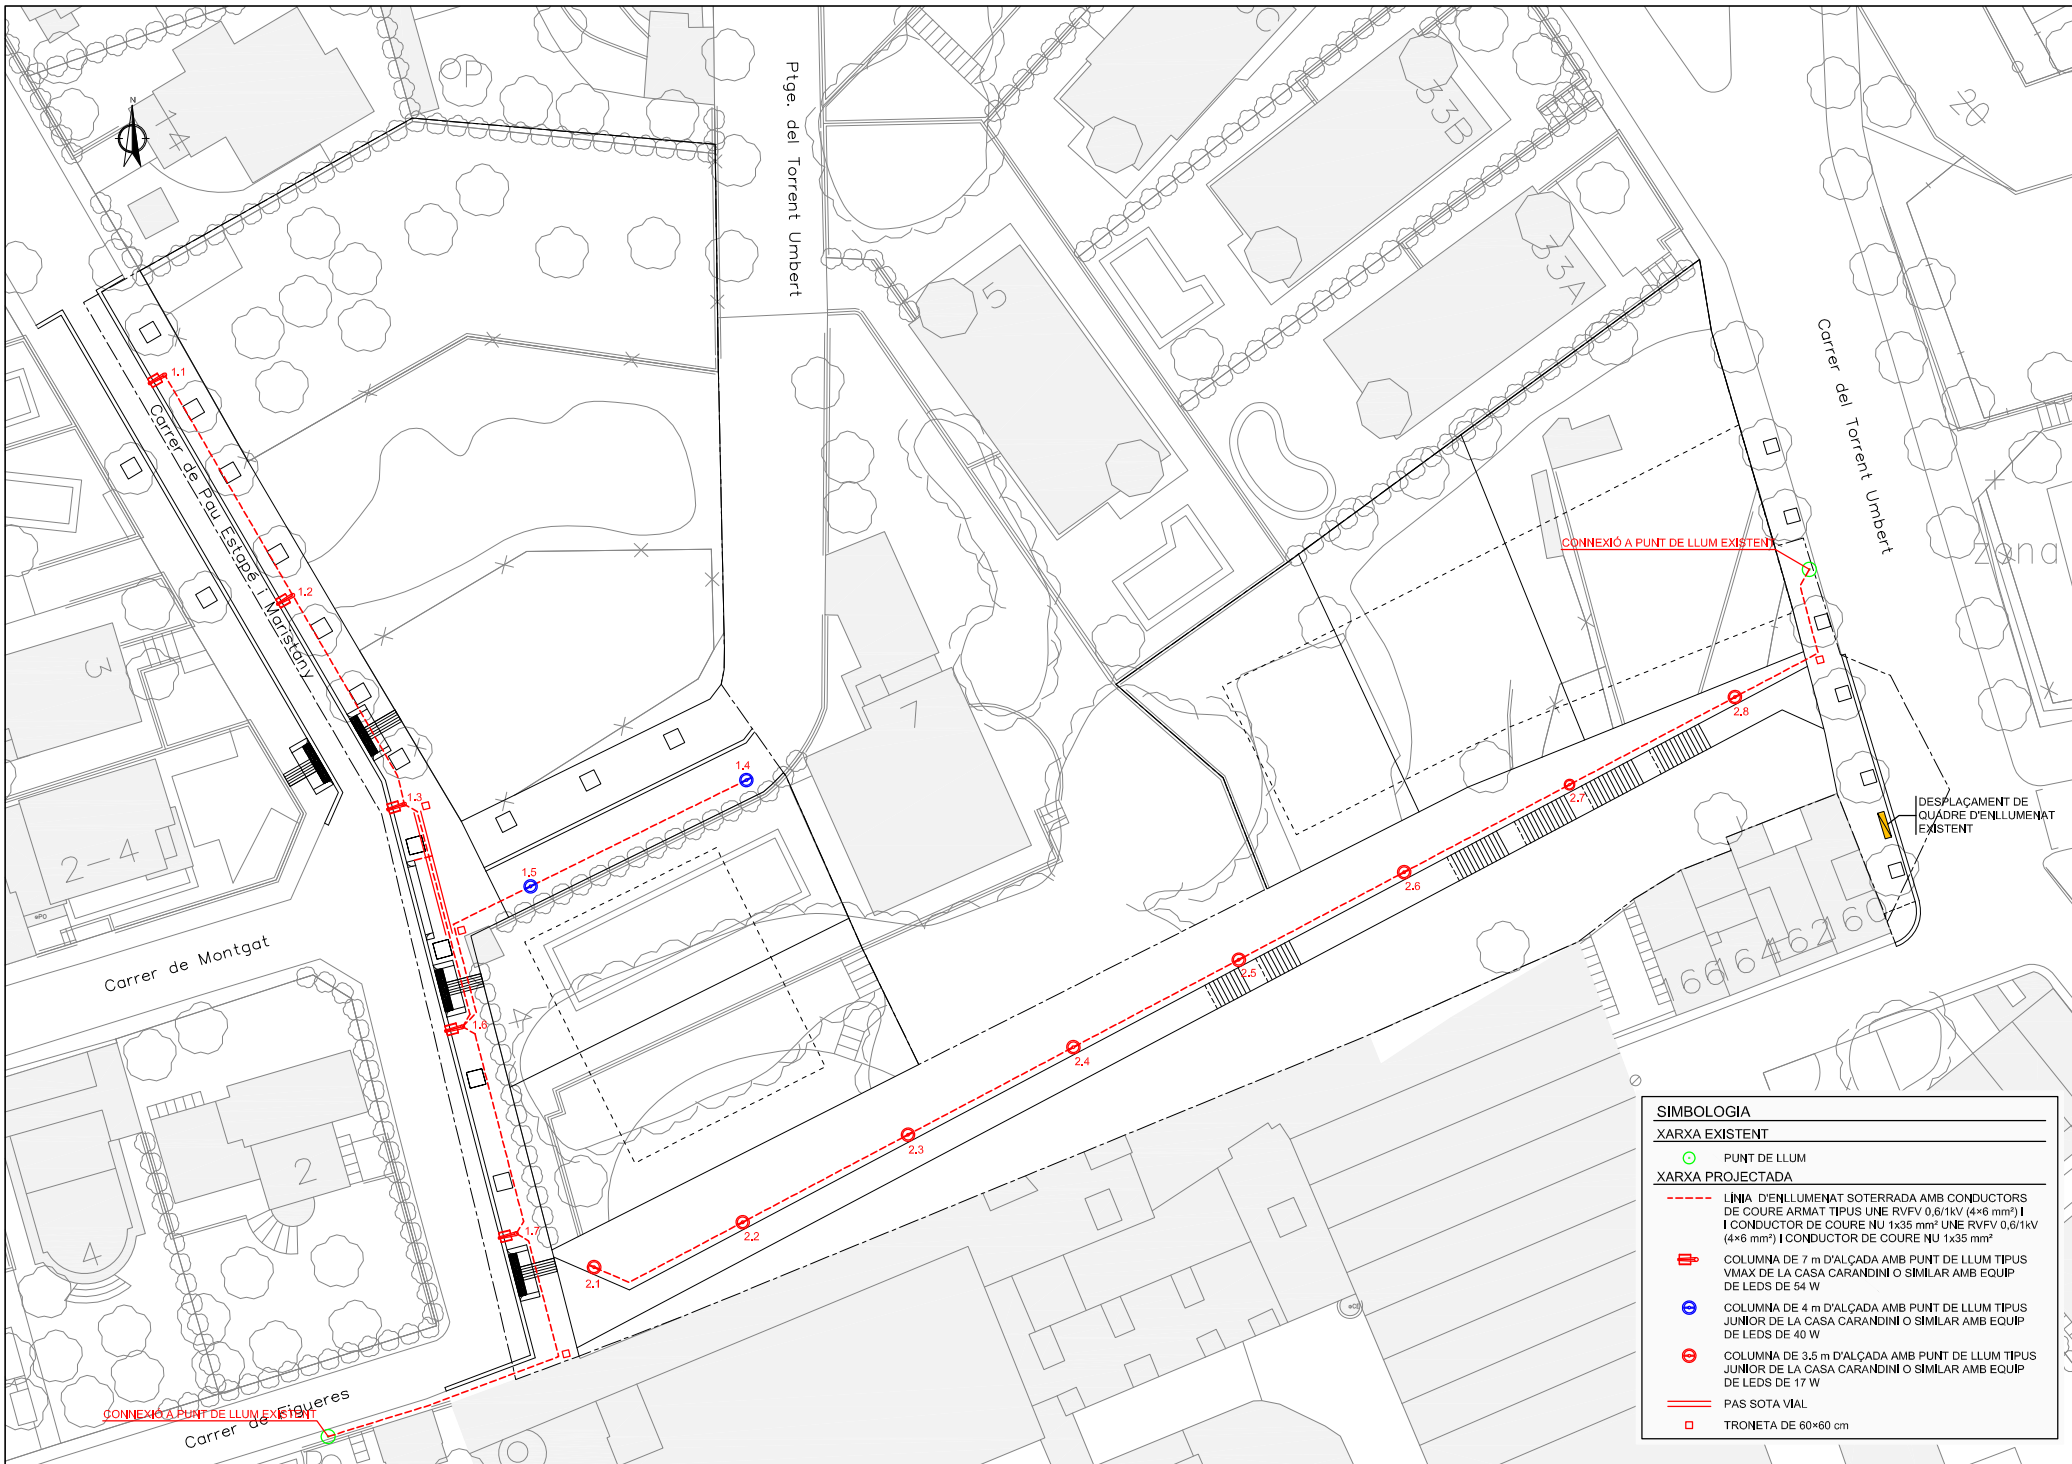 N
14
PP
Ptge. del Torrent Umbert
33B
33A
5
28
Carrer del Torrent Umbert
zona
1.1
Carrer de Pau Estapé i Maristany
1.2
CONNEXIÓ A PUNT DE LLUM EXISTENT
3
7
2.8
1.4
1.3
2.7
DESPLAÇAMENT DE
QUADRE D'ENLLUMENAT
EXISTENT
2-4
1.5
2.6
PO
Carrer de Montgat
2.5
166
164
162
160
4
1.6
2.4
2.3
2
1.7
2.2
4
2.1
CONNEXIÓ A PUNT DE LLUM EXISTENT
Carrer de Figueres
SIMBOLOGIA
XARXA EXISTENT
PUNT DE LLUM
XARXA PROJECTADA
LÍNIA D'ENLLUMENAT SOTERRADA AMB CONDUCTORS
DE COURE ARMAT TIPUS UNE RVFV 0,6/1kV (4×6 mm²) I
I CONDUCTOR DE COURE NU 1x35 mm² UNE RVFV 0,6/1kV
(4×6 mm²) I CONDUCTOR DE COURE NU 1x35 mm²
COLUMNA DE 7 m D'ALÇADA AMB PUNT DE LLUM TIPUS
VMAX DE LA CASA CARANDINI O SIMILAR AMB EQUIP
DE LEDS DE 54 W
COLUMNA DE 4 m D'ALÇADA AMB PUNT DE LLUM TIPUS
JUNIOR DE LA CASA CARANDINI O SIMILAR AMB EQUIP
DE LEDS DE 40 W
COLUMNA DE 3.5 m D'ALÇADA AMB PUNT DE LLUM TIPUS
JUNIOR DE LA CASA CARANDINI O SIMILAR AMB EQUIP
DE LEDS DE 17 W
PAS SOTA VIAL
TRONETA DE 60×60 cm